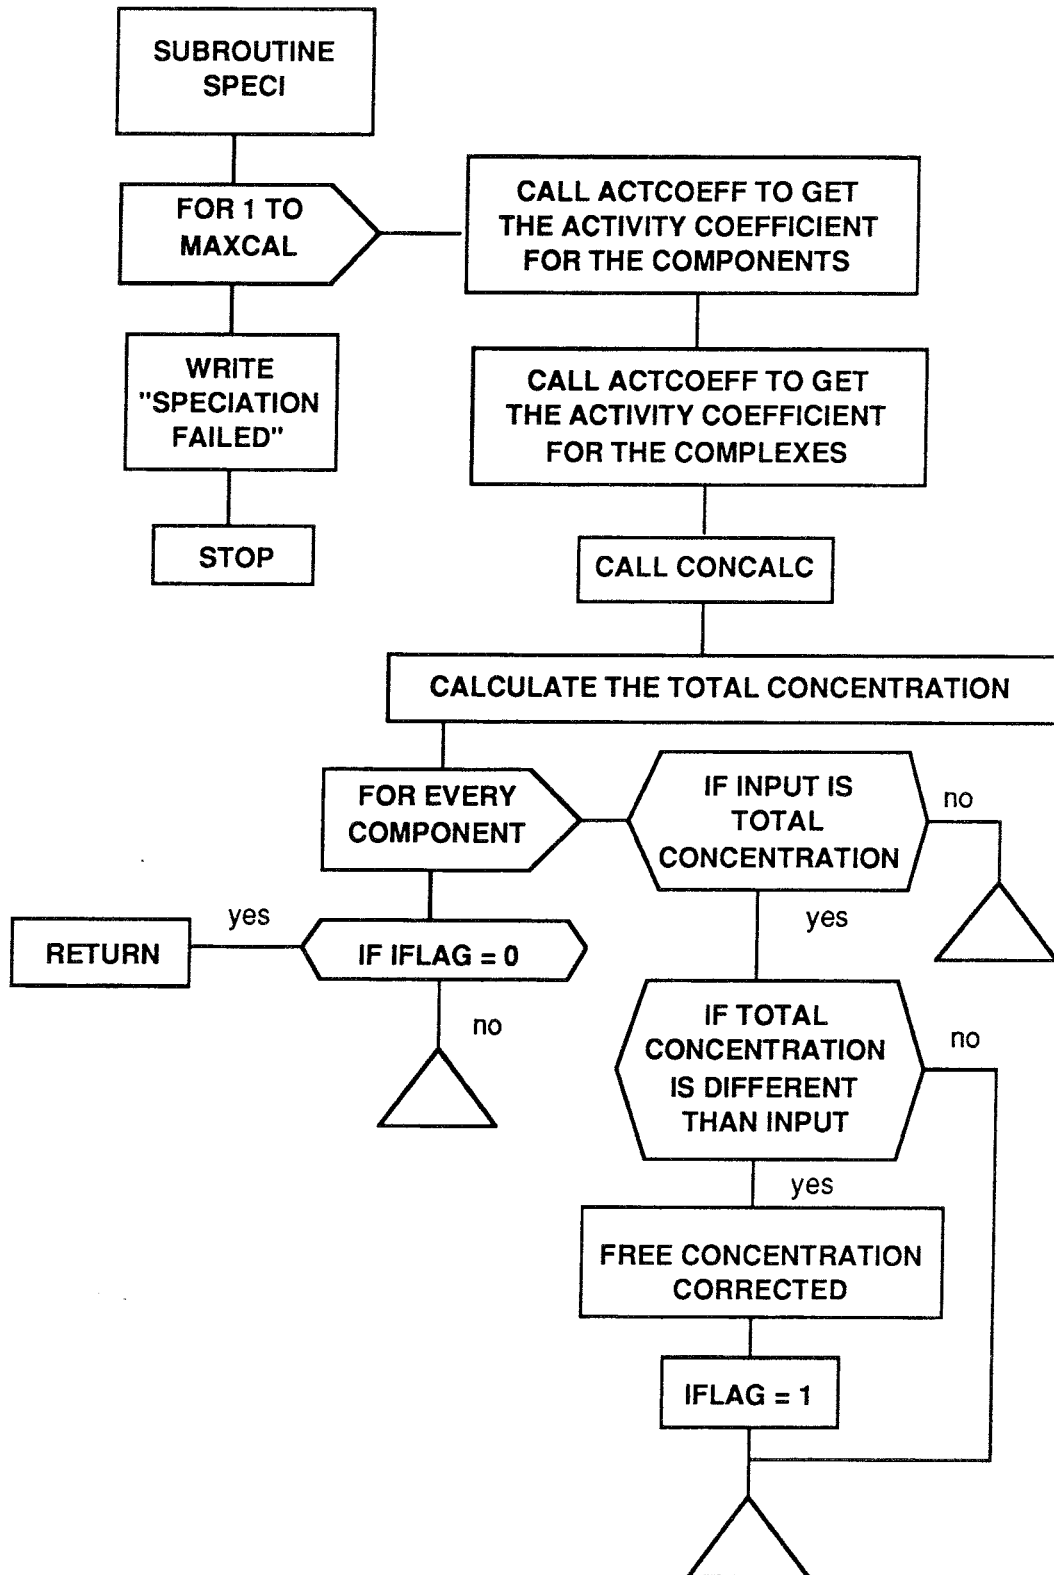 SUBROUTINE
SPECI
FOR 1 TO
MAXCAL
CALL ACTCOEFF TO GET
THE ACTIVITY COEFFICIENT
FOR THE COMPONENTS
WRITE
"SPECIATION
FAILED"
STOP
CALL ACTCOEFF TO GET
THE ACTIVITY COEFFICIENT
FOR THE COMPLEXES
CALL CONCALC
CALCULATE THE TOTAL CONCENTRATION
FOR EVERY
COMPONENT
IF INPUT IS
TOTAL
CONCENTRATION
no
yes
RETURN
yes
IF IFLAG = 0
no
IF TOTAL
CONCENTRATION
IS DIFFERENT
THAN INPUT
no
yes
FREE CONCENTRATION
CORRECTED
IFLAG = 1